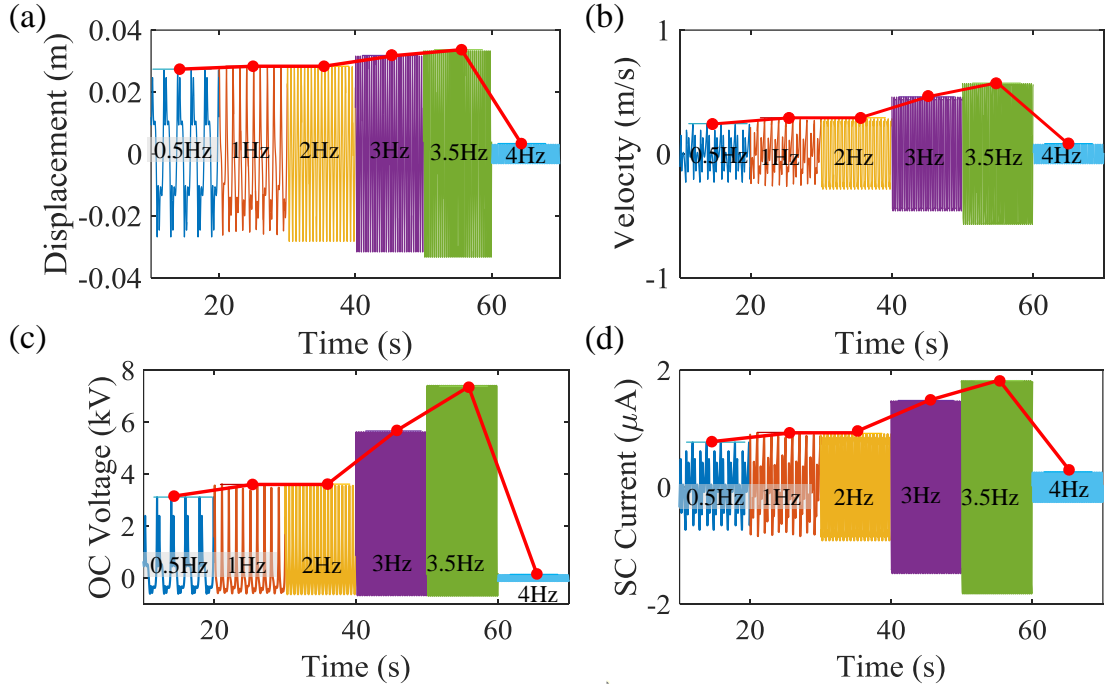 (a)
0.04
0.02
0
-0.02
-0.04
Displacement (m)
0.5Hz
1Hz
2Hz
3Hz
3.5Hz
4Hz
20
40
60
Time (s)
(b)
1
0
-1
Velocity (m/s)
0.5Hz
1Hz
2Hz
3Hz
3.5Hz
4Hz
20
40
60
Time (s)
(c)
8
6
4
2
0
OC Voltage (kV)
0.5Hz
1Hz
2Hz
3Hz
3.5Hz
4Hz
20
40
60
Time (s)
(d)
2
0
-2
SC Current (μA)
0.5Hz
1Hz
2Hz
3Hz
3.5Hz
4Hz
20
40
60
Time (s)